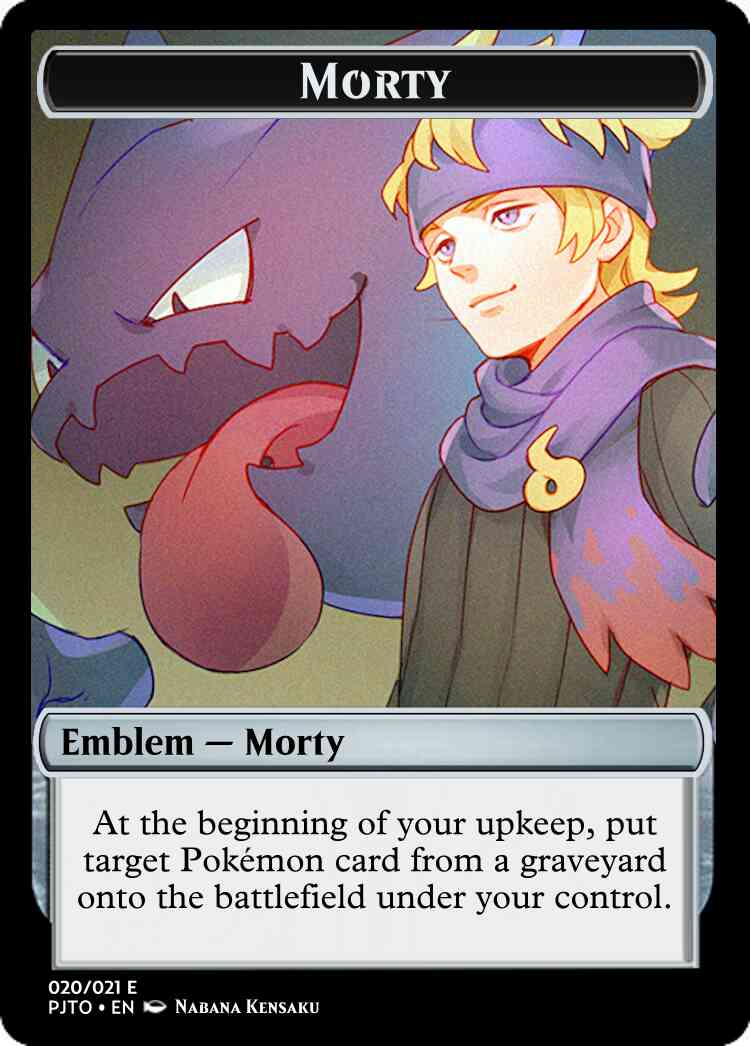 Morty
Emblem — Morty
At the beginning of your upkeep, put
target Pokémon card from a graveyard
onto the battlefield under your control.
020/021 E
PJTO • EN Nabana Kensaku